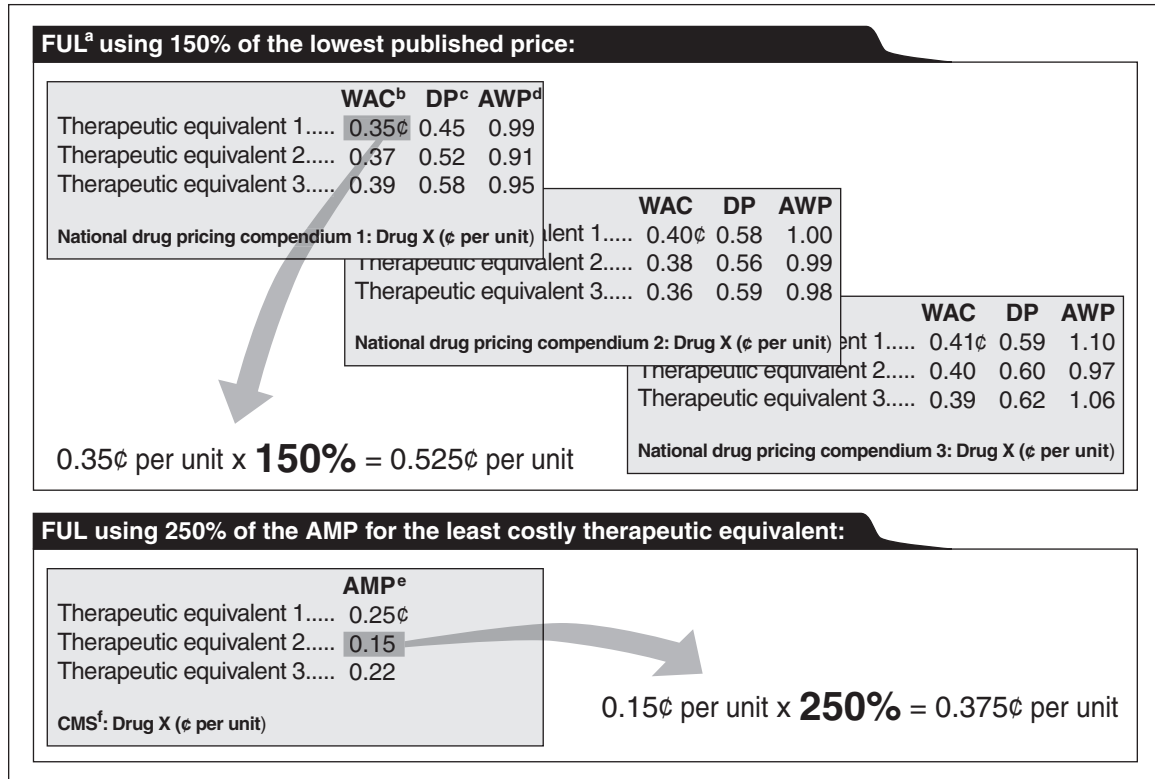 FULa using 150% of the lowest published price:
WACb DPc AWPd
Therapeutic equivalent 1..... 0.35¢ 0.45 0.99
Therapeutic equivalent 2..... 0.37 0.52 0.91
Therapeutic equivalent 3..... 0.39 0.58 0.95
National drug pricing compendium 1: Drug X (¢ per unit)
WAC DP AWP
lent 1..... 0.40¢ 0.58 1.00
Therapeutic equivalent 2..... 0.38 0.56 0.99
Therapeutic equivalent 3..... 0.36 0.59 0.98
National drug pricing compendium 2: Drug X (¢ per unit)
WAC DP AWP
ent 1..... 0.41¢ 0.59 1.10
Therapeutic equivalent 2..... 0.40 0.60 0.97
Therapeutic equivalent 3..... 0.39 0.62 1.06
National drug pricing compendium 3: Drug X (¢ per unit)
0.35¢ per unit x 150% = 0.525¢ per unit
FUL using 250% of the AMP for the least costly therapeutic equivalent:
AMPe
Therapeutic equivalent 1..... 0.25¢
Therapeutic equivalent 2..... 0.15
Therapeutic equivalent 3..... 0.22
CMSf: Drug X (¢ per unit)
0.15¢ per unit x 250% = 0.375¢ per unit